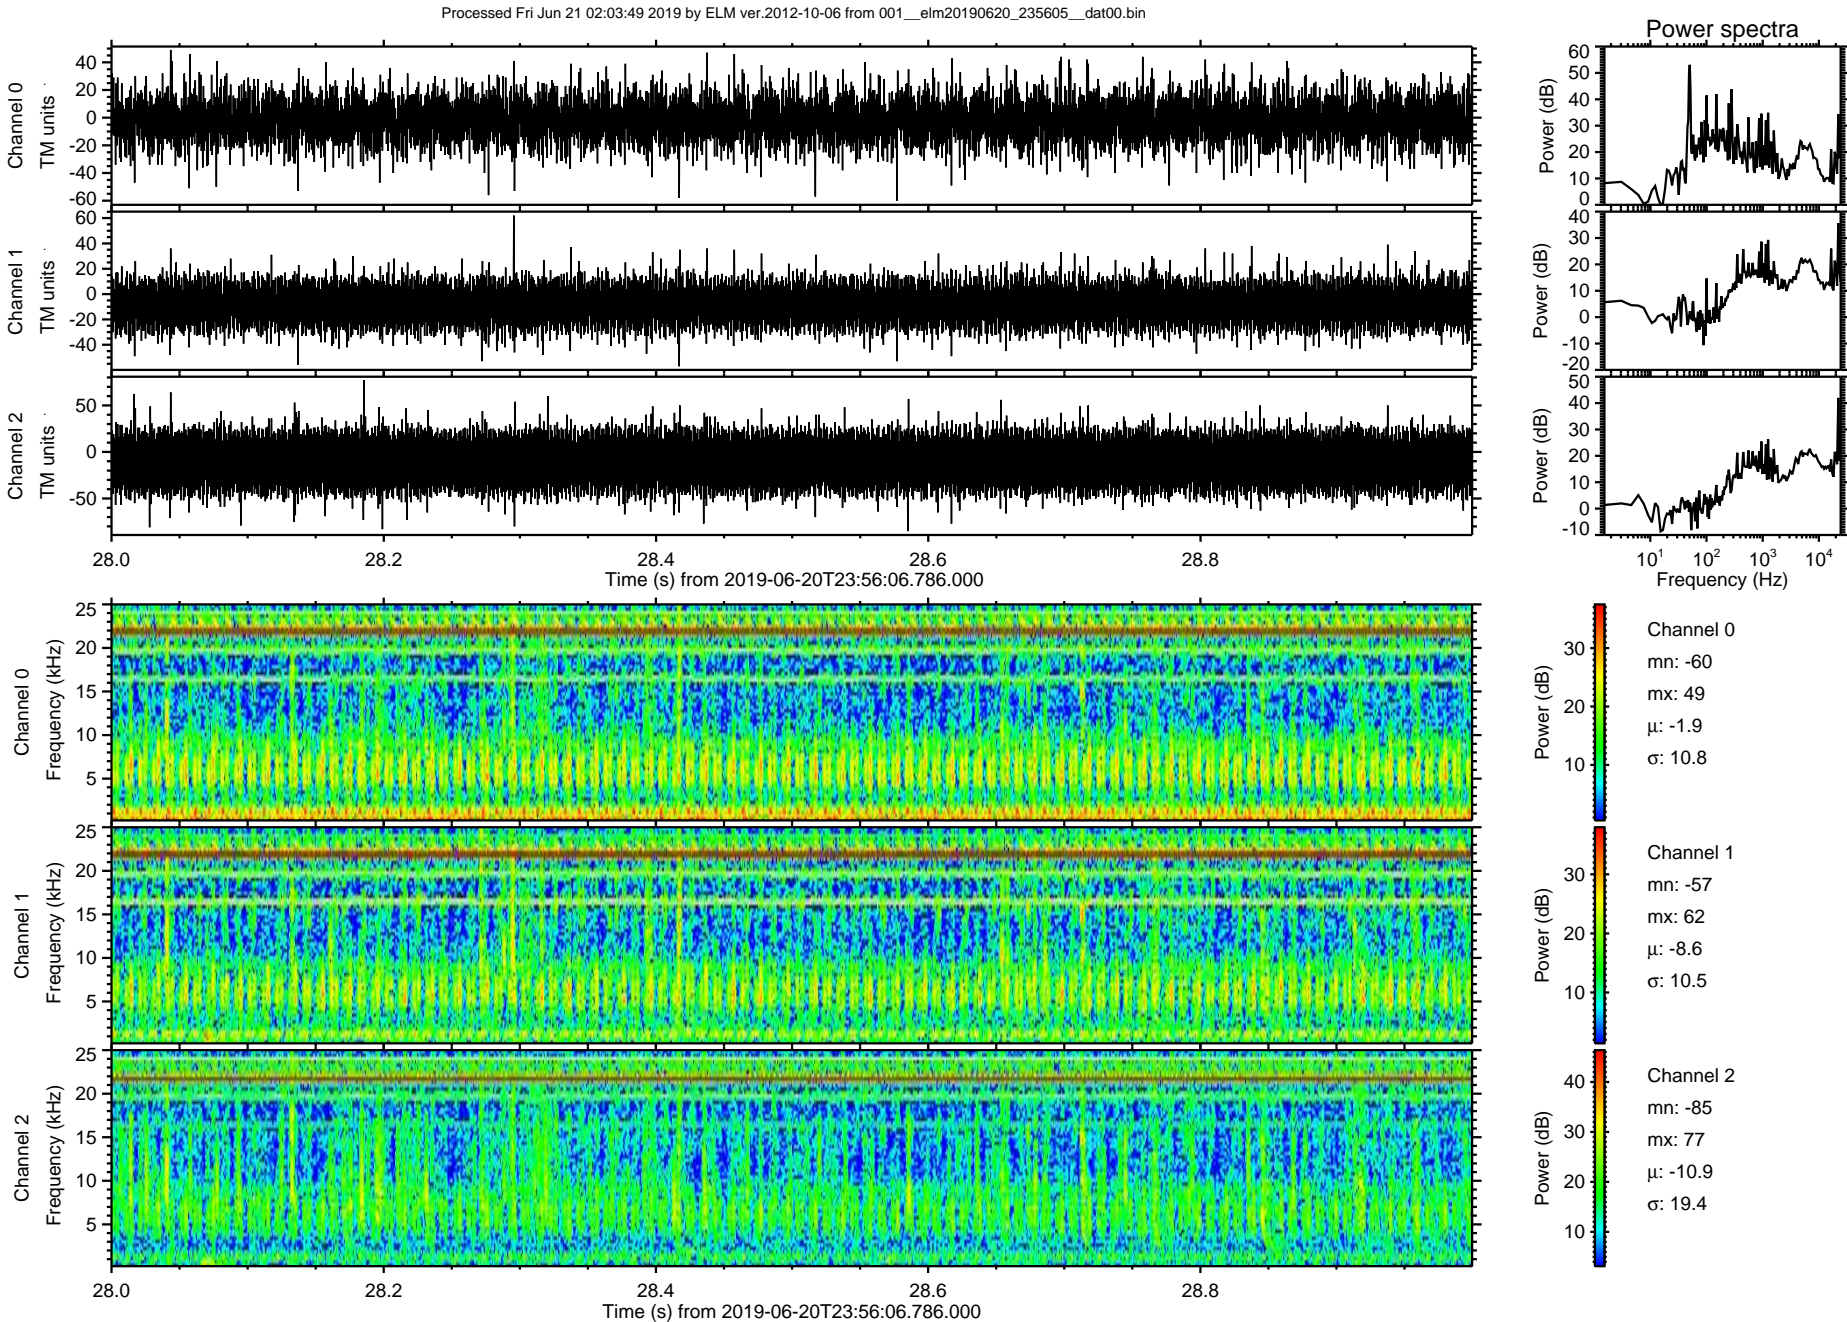 Processed Fri Jun 21 02:03:49 2019 by ELM ver.2012-10-06 from 001__elm20190620_235605__dat00.bin
Power spectra
Channel 0
TM units
40
20
0
-20
-40
-60
Power (dB)
60
50
40
30
20
10
0
Channel 1
TM units
60
40
20
0
-20
-40
Power (dB)
40
30
20
10
0
-10
-20
Channel 2
TM units
50
0
-50
Power (dB)
50
40
30
20
10
0
-10
28.0 28.2 28.4 28.6 28.8
Time (s) from 2019-06-20T23:56:06.786.000
10^1 10^2 10^3 10^4
Frequency (Hz)
Channel 0
Frequency (kHz)
25
20
15
10
5
Power (dB)
30
20
10
Channel 0
mn: -60
mx: 49
µ: -1.9
σ: 10.8
Channel 1
Frequency (kHz)
25
20
15
10
5
Power (dB)
30
20
10
Channel 1
mn: -57
mx: 62
µ: -8.6
σ: 10.5
Channel 2
Frequency (kHz)
25
20
15
10
5
Power (dB)
40
30
20
10
Channel 2
mn: -85
mx: 77
µ: -10.9
σ: 19.4
28.0 28.2 28.4 28.6 28.8
Time (s) from 2019-06-20T23:56:06.786.000